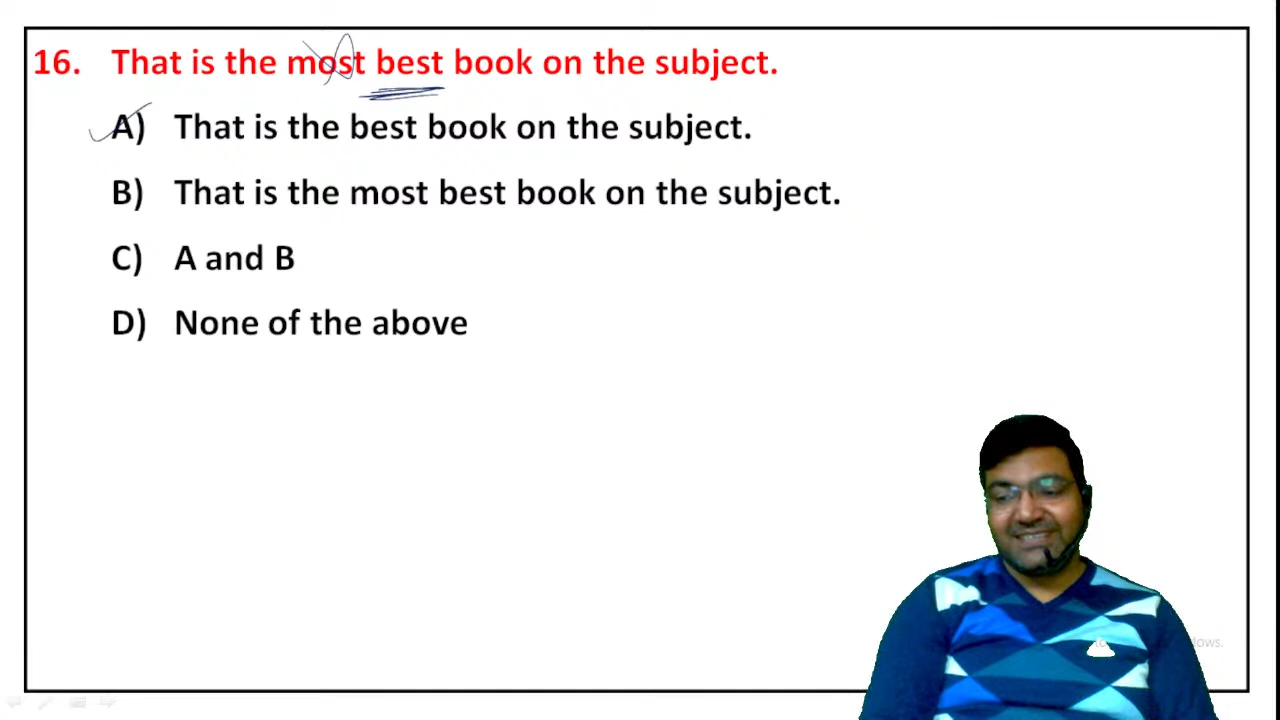 16. That is the most best book on the subject.
A) That is the best book on the subject.
B) That is the most best book on the subject.
C) A and B
D) None of the above